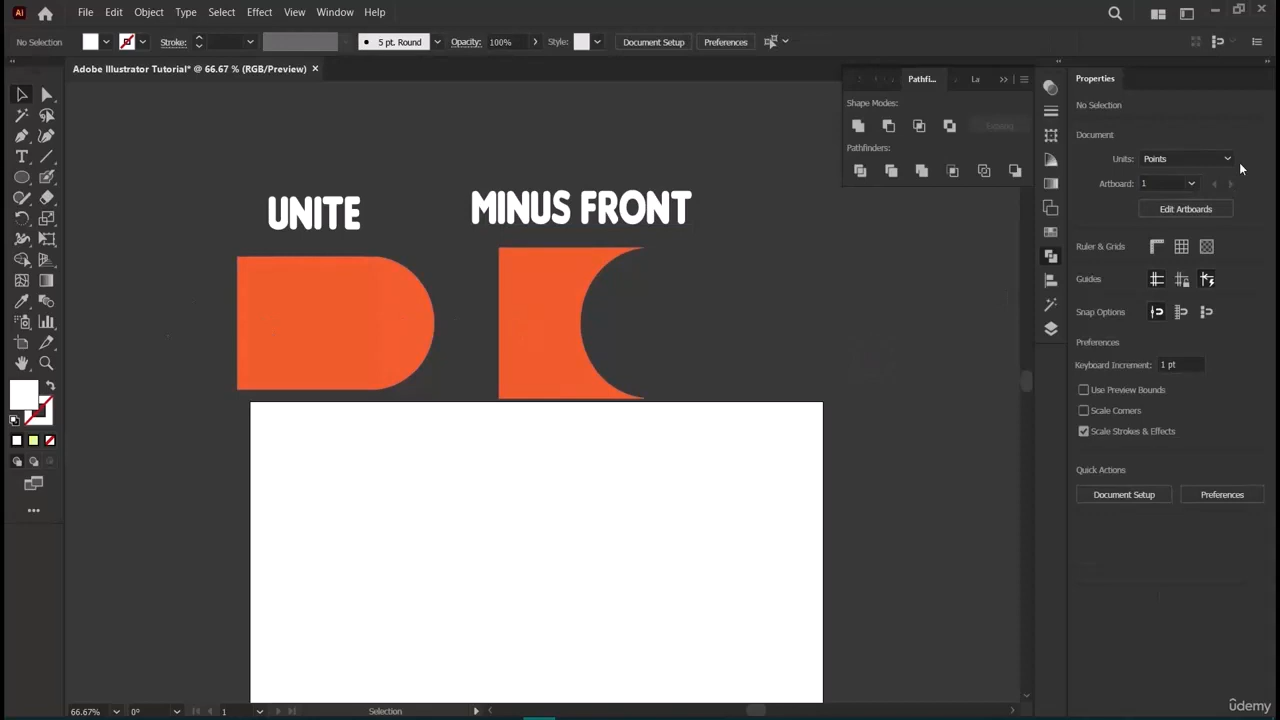 Ai File Edit Object Type Select Effect View Window Help
No Selection Stroke: 5 pt. Round Opacity: 100% Style: Document Setup Preferences
Adobe Illustrator Tutorial* @ 66.67 % (RGB/Preview) ×
Pathfi... La
Properties
Shape Modes:
Expand
Pathfinders:
No Selection
Document
Units: Points
Artboard: 1
Edit Artboards
UNITE
MINUS FRONT
Ruler & Grids
Guides
Snap Options
Preferences
Keyboard Increment: 1 pt
Use Preview Bounds
Scale Corners
Scale Strokes & Effects
Quick Actions
Document Setup Preferences
66.67% 0° 1 Selection
udemy